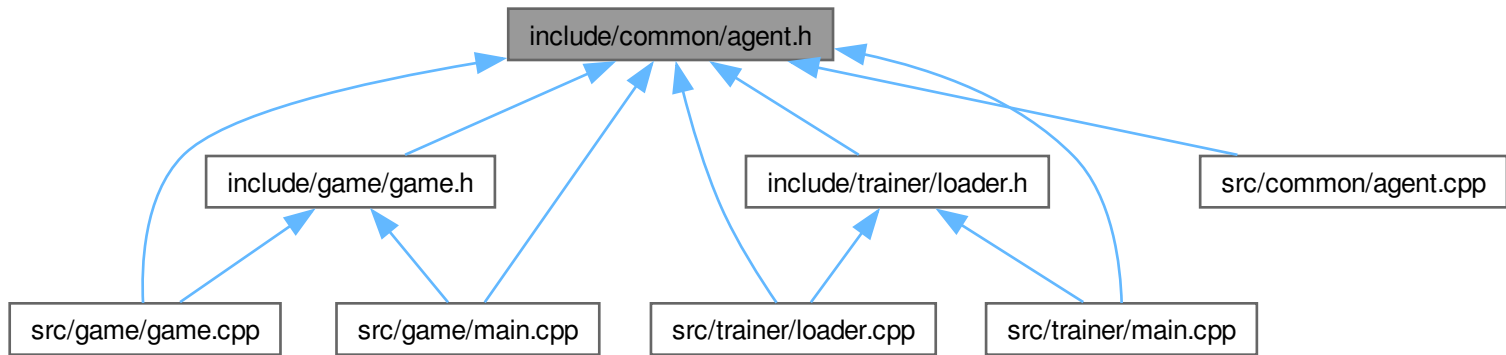 include/common/agent.h
include/game/game.h
include/trainer/loader.h
src/common/agent.cpp
src/game/game.cpp
src/game/main.cpp
src/trainer/loader.cpp
src/trainer/main.cpp